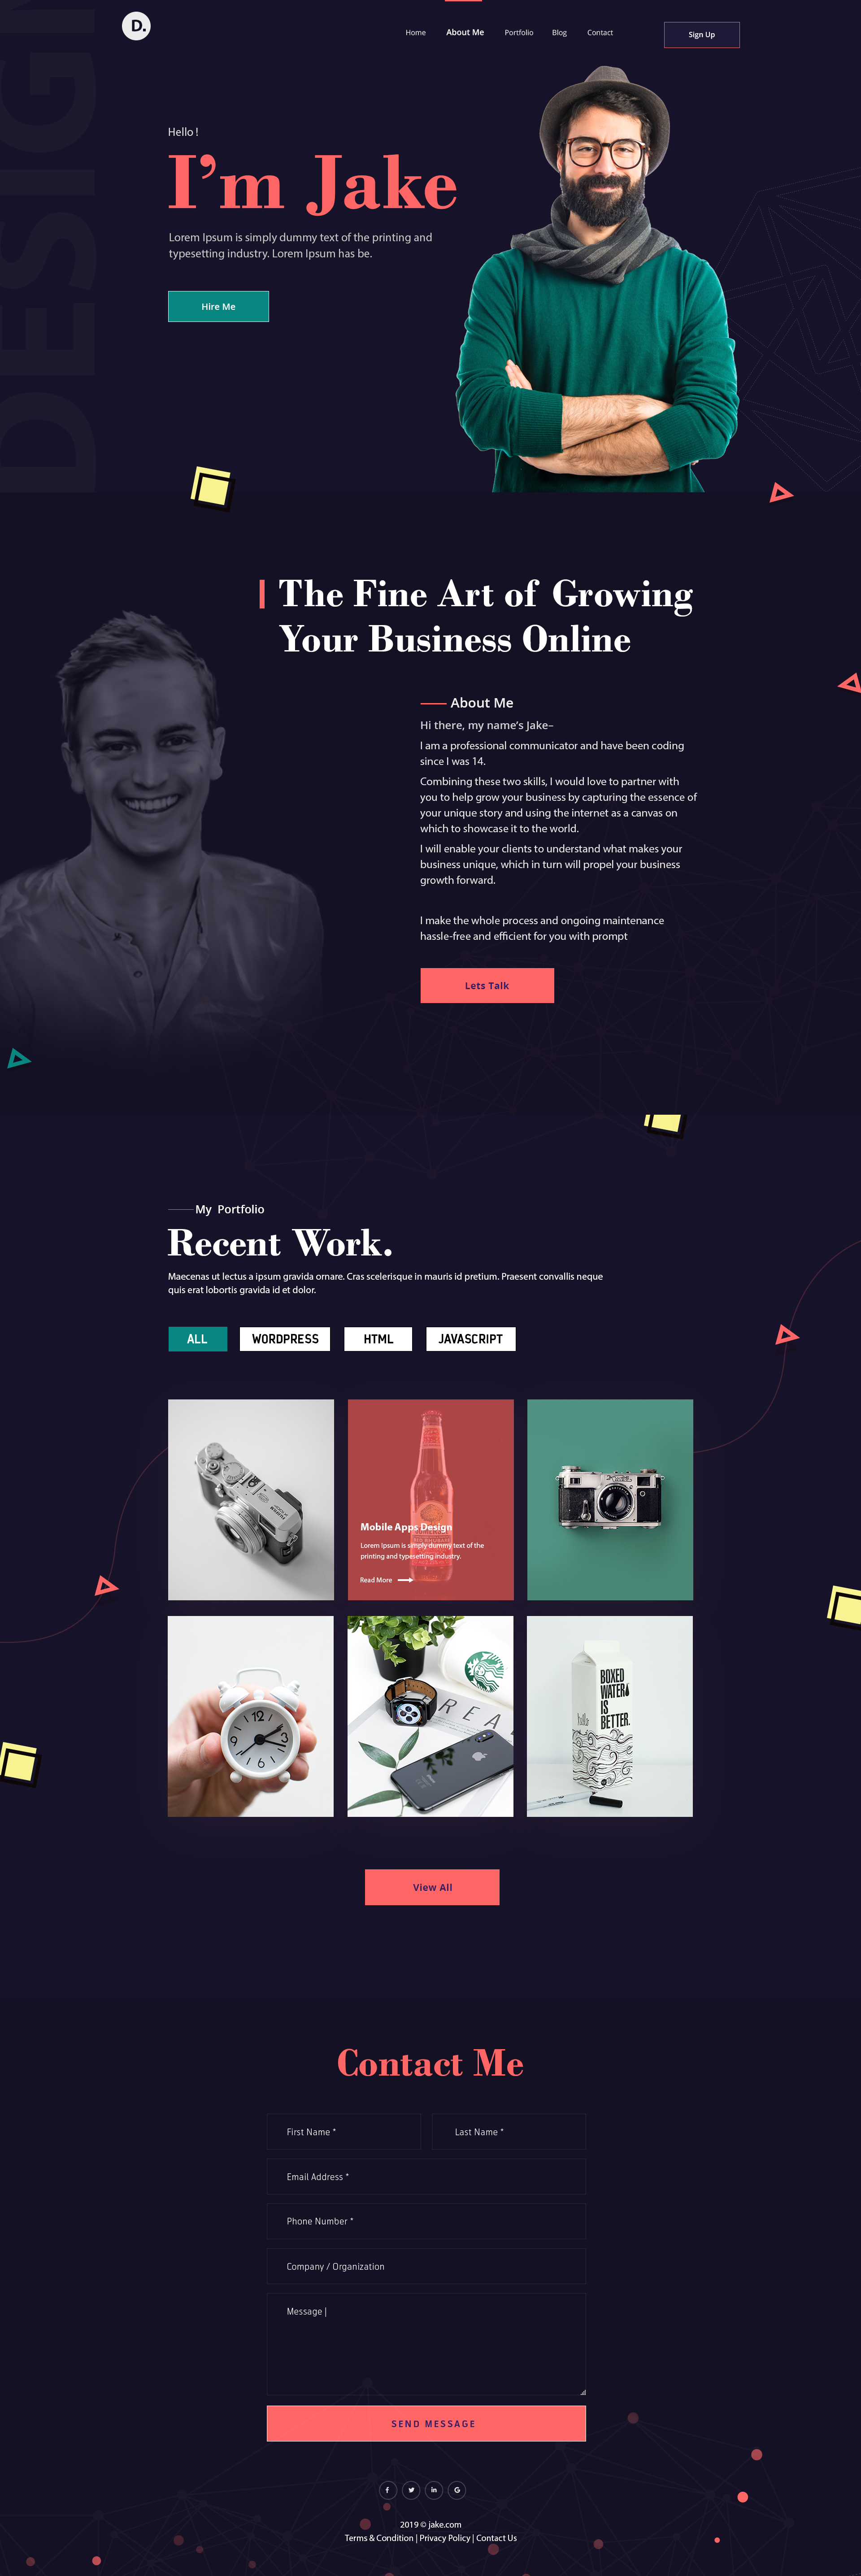 DESIGN
D.
Home About Me Portfolio Blog Contact Sign Up
Hello !
I'm Jake
Lorem Ipsum is simply dummy text of the printing and
typesetting industry. Lorem Ipsum has be.
Hire Me
The Fine Art of Growing
Your Business Online
About Me
Hi there, my name's Jake–
I am a professional communicator and have been coding
since I was 14.
Combining these two skills, I would love to partner with
you to help grow your business by capturing the essence of
your unique story and using the internet as a canvas on
which to showcase it to the world.
I will enable your clients to understand what makes your
business unique, which in turn will propel your business
growth forward.
I make the whole process and ongoing maintenance
hassle-free and efficient for you with prompt
Lets Talk
My Portfolio
Recent Work.
Maecenas ut lectus a ipsum gravida ornare. Cras scelerisque in mauris id pretium. Praesent convallis neque
quis erat lobortis gravida id et dolor.
ALL WORDPRESS HTML JAVASCRIPT
Mobile Apps Design
Lorem Ipsum is simply dummy text of the
printing and typesetting industry.
Read More
12
9 3
6
R E A
BOXED
WATER
IS
BETTER.
View All
Contact Me
First Name * Last Name *
Email Address *
Phone Number *
Company / Organization
Message |
SEND MESSAGE
f in G
2019 © jake.com
Terms & Condition | Privacy Policy | Contact Us